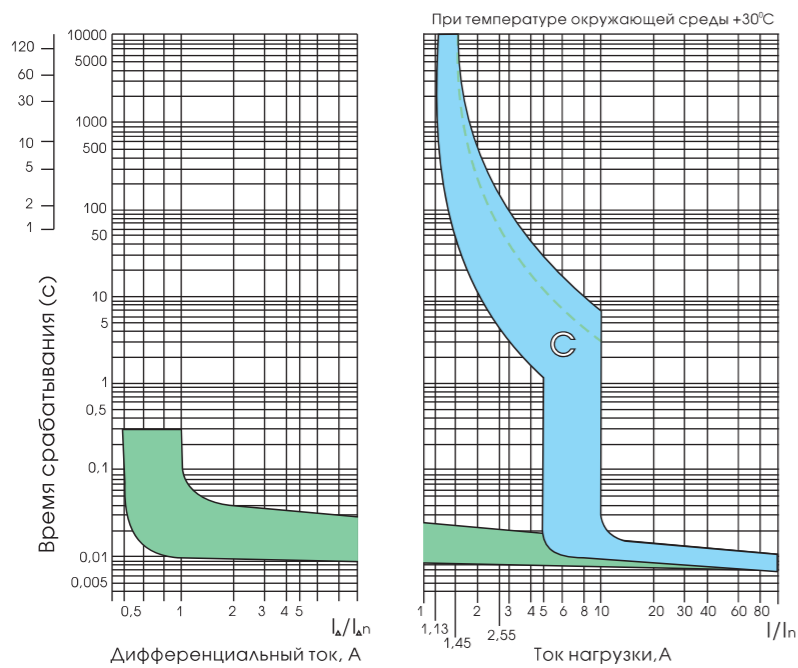 При температуре окружающей среды +30⁰С
10000
5000
1000
500
100
50
10
5
1
0,5
0,1
0,01
0,005
120
60
30
10
5
2
1
Время срабатывания (с)
C
0,5 1 2 3 4 5
I▵/I▵n
Дифференциальный ток, А
1 2 3 4 5 6 8 10 20 30 40 60 80
1,13
1,45
2,55
I/In
Ток нагрузки,А